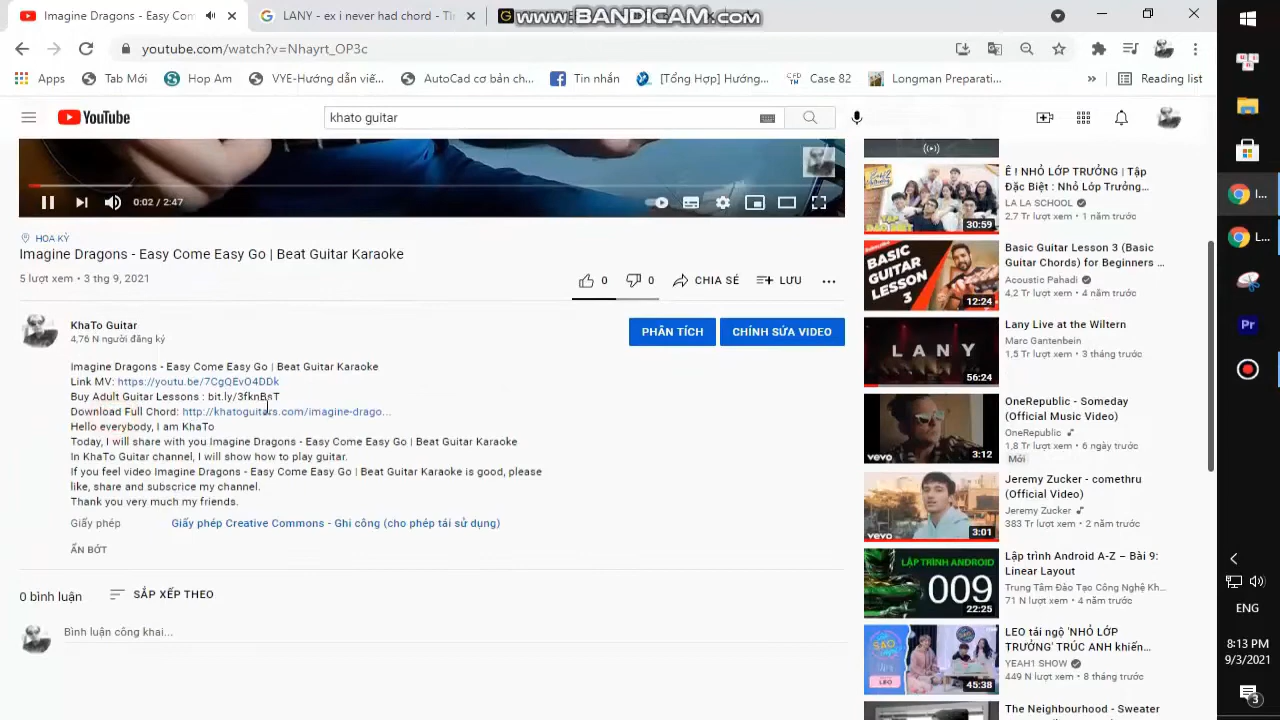 Imagine Dragons - Easy Com
LANY - ex i never had chord - Th
www.BANDICAM.com
youtube.com/watch?v=Nhayrt_OP3c
Apps
Tab Mới
Hop Am
VYE-Hướng dẫn viế...
AutoCad cơ bản ch...
Tin nhắn
[Tổng Hợp] Hướng...
Case 82
Longman Preparati...
»
Reading list
YouTube
khato guitar
0:02 / 2:47
HOA KỲ
Imagine Dragons - Easy Come Easy Go | Beat Guitar Karaoke
5 lượt xem • 3 thg 9, 2021
0
0
CHIA SẺ
LƯU
KhaTo Guitar
4,76 N người đăng ký
PHÂN TÍCH
CHỈNH SỬA VIDEO
Imagine Dragons - Easy Come Easy Go | Beat Guitar Karaoke
Link MV: https://youtu.be/7CgQEvO4DDk
Buy Adult Guitar Lessons : bit.ly/3fknBsT
Download Full Chord: http://khatoguitars.com/imagine-drago...
Hello everybody, I am KhaTo
Today, I will share with you Imagine Dragons - Easy Come Easy Go | Beat Guitar Karaoke
In KhaTo Guitar channel, I will show how to play guitar.
If you feel video Imagine Dragons - Easy Come Easy Go | Beat Guitar Karaoke is good, please
like, share and subscrice my channel.
Thank you very much my friends.
Giấy phép
Giấy phép Creative Commons - Ghi công (cho phép tái sử dụng)
ẨN BỚT
0 bình luận
SẮP XẾP THEO
Bình luận công khai...
30:59
Ê ! NHỎ LỚP TRƯỞNG | Tập
Đặc Biệt : Nhỏ Lớp Trưởng...
LA LA SCHOOL
2,7 Tr lượt xem • 1 năm trước
BASIC
GUITAR
LESSON
3
12:24
Basic Guitar Lesson 3 (Basic
Guitar Chords) for Beginners ...
Acoustic Pahadi
4,2 Tr lượt xem • 4 năm trước
LANY
56:24
Lany Live at the Wiltern
Marc Gantenbein
1,5 Tr lượt xem • 3 tháng trước
vevo
3:12
OneRepublic - Someday
(Official Music Video)
OneRepublic
1,8 Tr lượt xem • 6 ngày trước
Mới
vevo
3:01
Jeremy Zucker - comethru
(Official Video)
Jeremy Zucker
383 Tr lượt xem • 2 năm trước
LẬP TRÌNH ANDROID
009
22:25
Lập trình Android A-Z – Bài 9:
Linear Layout
Trung Tâm Đào Tạo Công Nghệ Kh...
71 N lượt xem • 4 năm trước
LEO
45:38
LEO tái ngộ 'NHỎ LỚP
TRƯỞNG' TRÚC ANH khiến...
YEAH1 SHOW
449 N lượt xem • 8 tháng trước
The Neighbourhood - Sweater
I...
L...
Pr
ENG
8:13 PM
9/3/2021
3